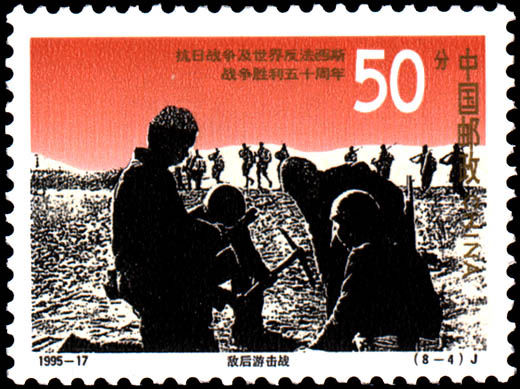 抗日战争及世界反法西斯
战争胜利五十周年
50分
中国邮政 CHINA
1995-17
敌后游击战
(8-4)J